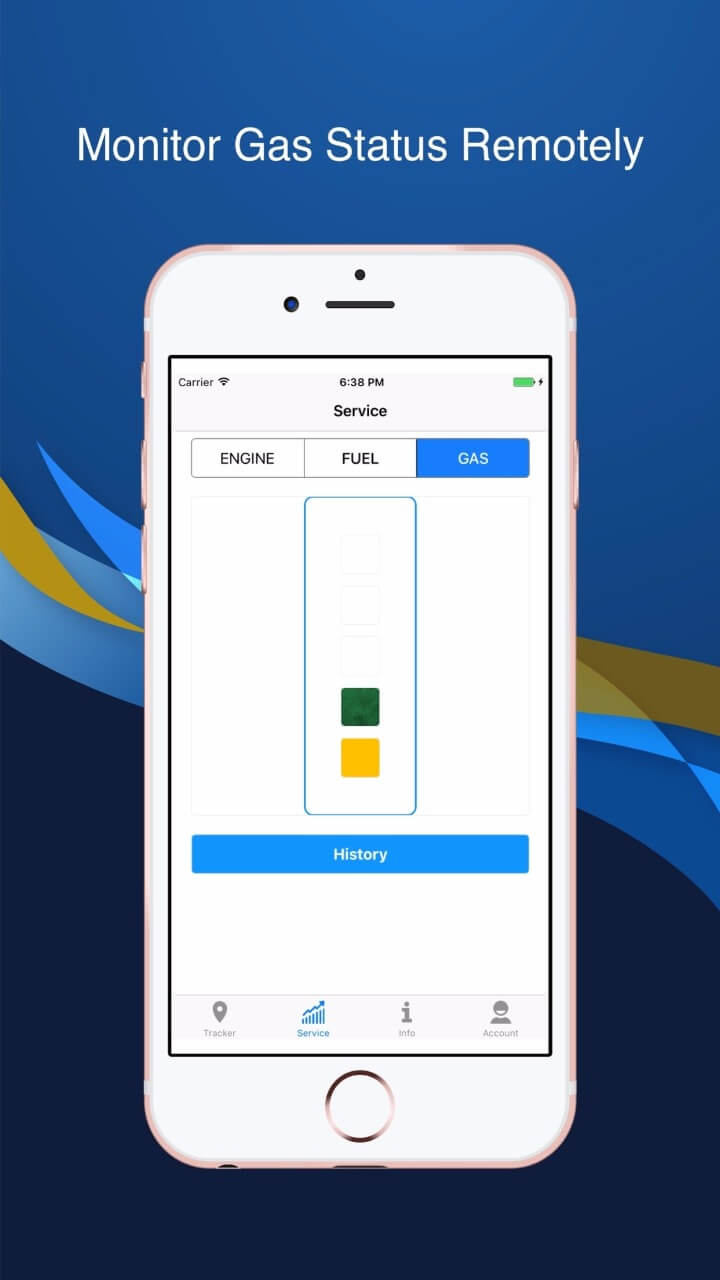 Monitor Gas Status Remotely
Carrier 6:38 PM
Service
ENGINE FUEL GAS
History
Tracker Service Info Account